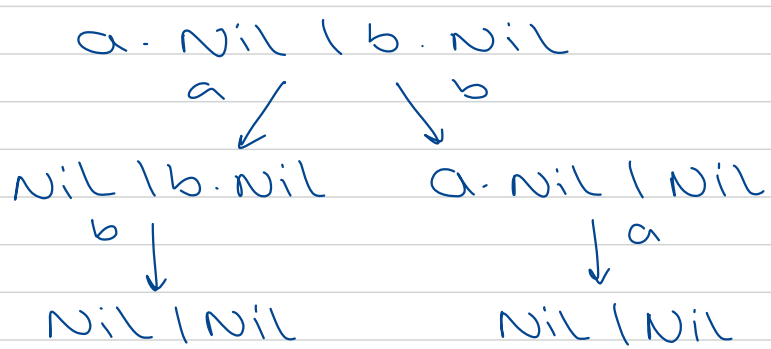 a. Nil | b. Nil
a b
Nil | b. Nil a. Nil | Nil
b a
Nil | Nil Nil | Nil